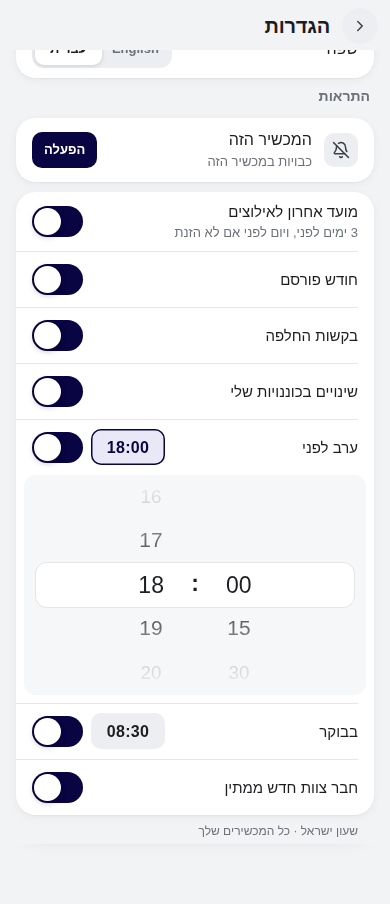 הגדרות
שפה
עברית
English
התראות
המכשיר הזה
כבויות במכשיר הזה
הפעלה
מועד אחרון לאילוצים
3 ימים לפני, ויום לפני אם לא הזנת
חודש פורסם
בקשות החלפה
שינויים בכוננויות שלי
ערב לפני
18:00
16
17
18 : 00
19 15
20 30
בבוקר
08:30
חבר צוות חדש ממתין
שעון ישראל · כל המכשירים שלך